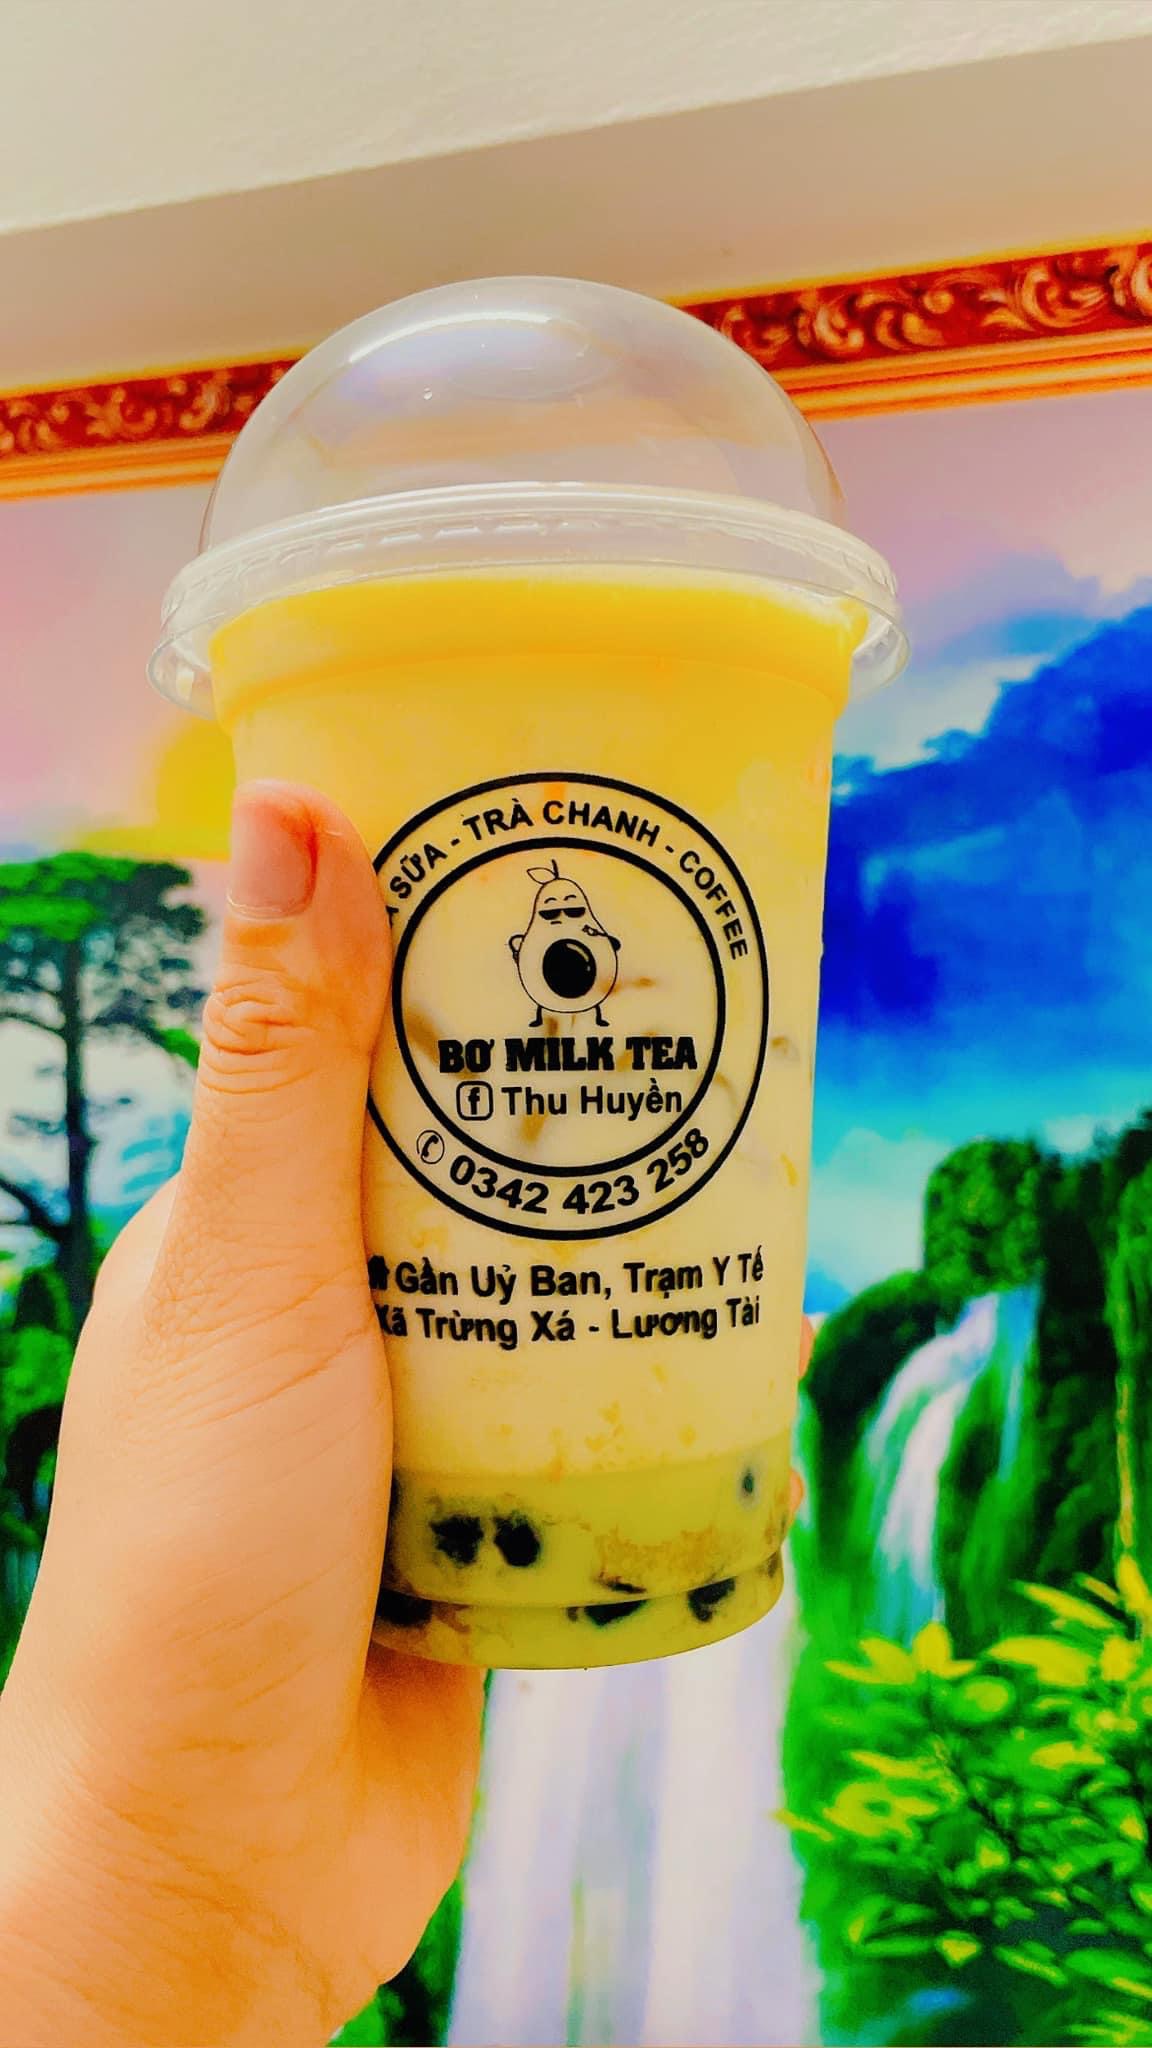 SỮA - TRÀ CHANH - COFFEE
BƠ MILK TEA
Thu Huyền
0342 423 258
Gần Uỷ Ban, Trạm Y Tế
Xã Trừng Xá - Lương Tài